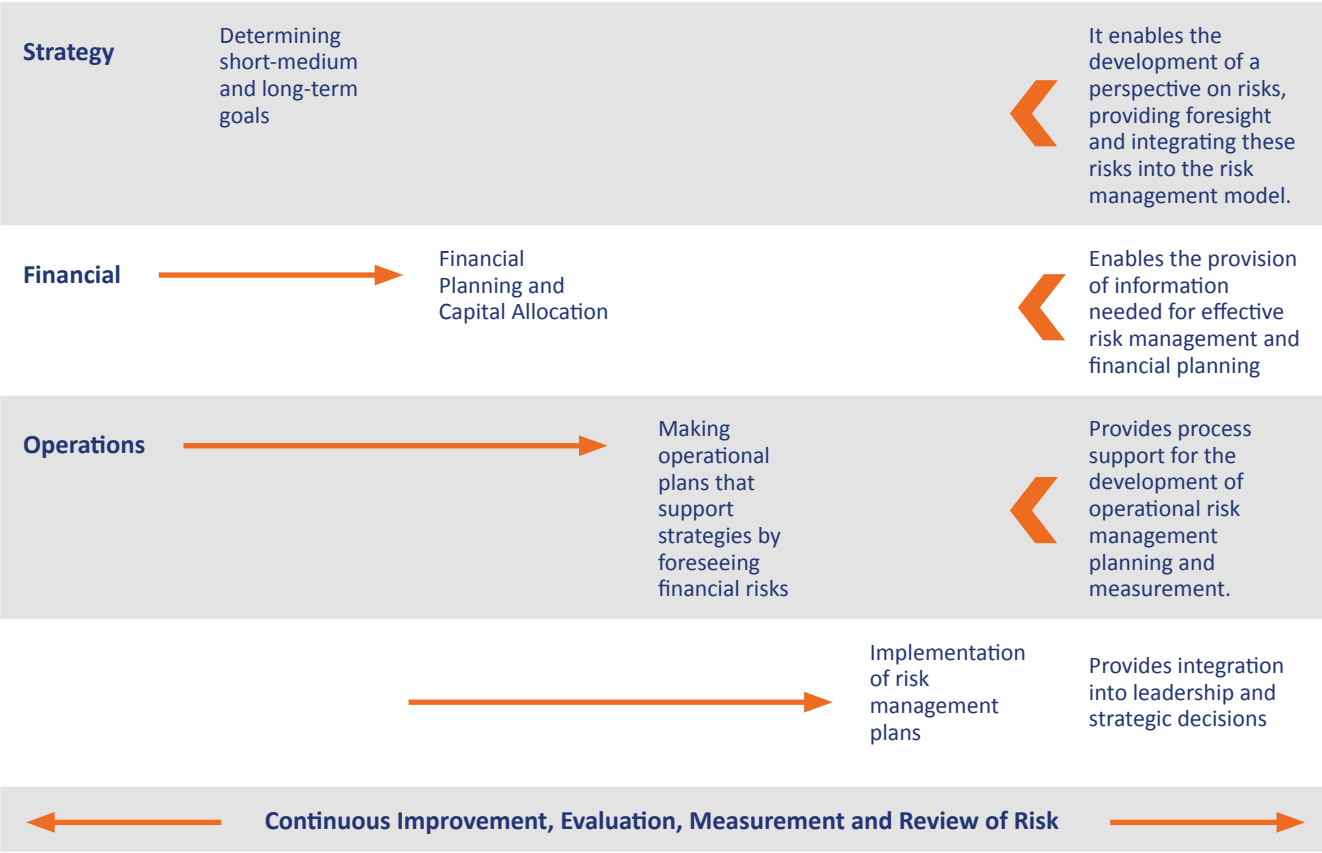 Strategy
Determining
short-medium
and long-term
goals
It enables the
development of a
perspective on risks,
providing foresight
and integrating these
risks into the risk
management model.
Financial
Financial
Planning and
Capital Allocation
Enables the provision
of information
needed for effective
risk management and
financial planning
Operations
Making
operational
plans that
support
strategies by
foreseeing
financial risks
Provides process
support for the
development of
operational risk
management
planning and
measurement.
Implementation
of risk
management
plans
Provides integration
into leadership and
strategic decisions
Continuous Improvement, Evaluation, Measurement and Review of Risk